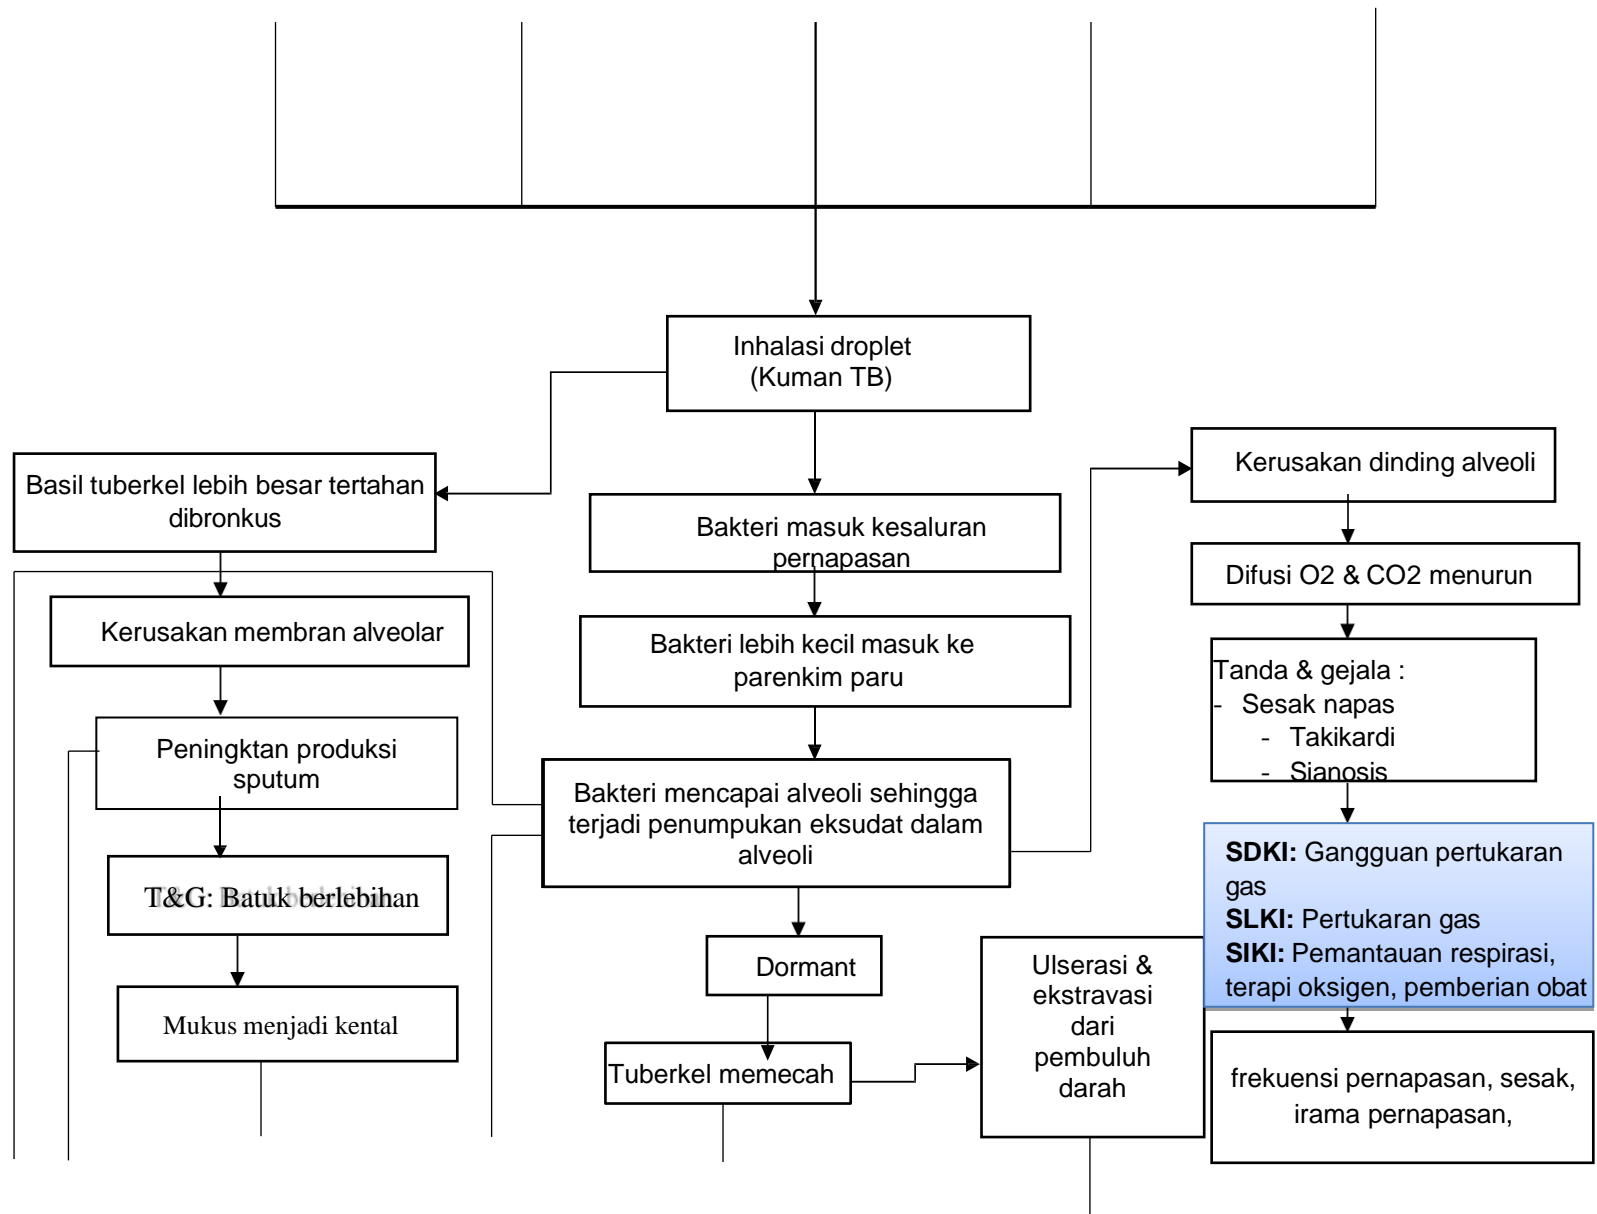 Inhalasi droplet
(Kuman TB)
Basil tuberkel lebih besar tertahan
dibronkus
Kerusakan membran alveolar
Peningktan produksi
sputum
T&G: Batuk berlebihan
Mukus menjadi kental
Bakteri masuk kesaluran
pernapasan
Bakteri lebih kecil masuk ke
parenkim paru
Bakteri mencapai alveoli sehingga
terjadi penumpukan eksudat dalam
alveoli
Dormant
Tuberkel memecah
Ulserasi &
ekstravasi
dari
pembuluh
darah
Kerusakan dinding alveoli
Difusi O2 & CO2 menurun
Tanda & gejala :
- Sesak napas
- Takikardi
- Sianosis
SDKI: Gangguan pertukaran
gas
SLKI: Pertukaran gas
SIKI: Pemantauan respirasi,
terapi oksigen, pemberian obat
frekuensi pernapasan, sesak,
irama pernapasan,